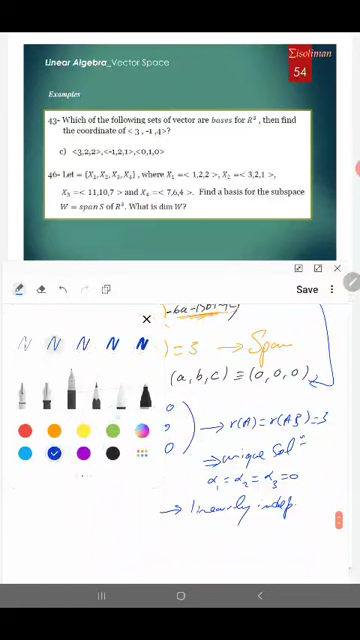 Linear Algebra_Vector Space
Σisoliman
54
Examples
43- Which of the following sets of vector are bases for R³, then find
the coordinate of < 3, -1 ,4>?
c) <3,2,2>, <-1,2,1>, <0,1,0>
46- Let = {X₁, X₂, X₃, X₄}, where X₁ =< 1,2,2 >, X₂ =< 3,2,1 >,
X₃ =< 11,10,7 > and X₄ =< 7,6,4 >. Find a basis for the subspace
W = span S of R³. What is dim W?
Save
) = 3 → Span
(a, b, c) ≡ (0, 0, 0)
0
0
→ r(A) = r(AB) = 3
⇒ unique Sol
α₁ = α₂ = α₃ = 0
→ linearly indep.